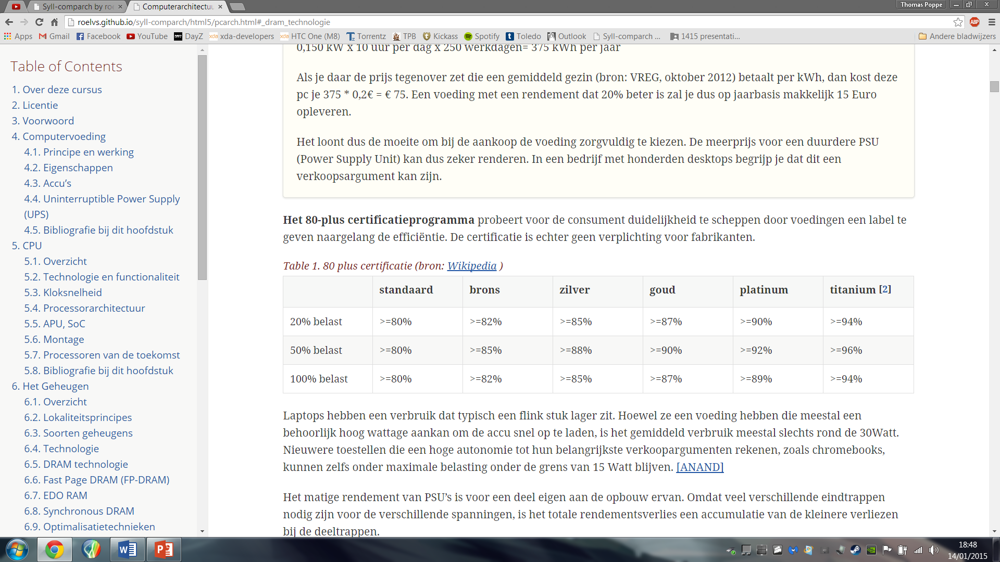 Syll-comparch by roe
Computerarchitectuu
Thomas Poppe
roelvs.github.io/syll-comparch/html5/pcarch.html#_dram_technologie
ABP
Apps
Gmail
Facebook
YouTube
DayZ
xda-developers
HTC One (M8)
Torrentz
TPB
Kickass
Spotify
Toledo
Outlook
Syll-comparch ...
1415 presentati...
Andere bladwijzers
Table of Contents
1. Over deze cursus
2. Licentie
3. Voorwoord
4. Computervoeding
4.1. Principe en werking
4.2. Eigenschappen
4.3. Accu’s
4.4. Uninterruptible Power Supply
(UPS)
4.5. Bibliografie bij dit hoofdstuk
5. CPU
5.1. Overzicht
5.2. Technologie en functionaliteit
5.3. Kloksnelheid
5.4. Processorarchitectuur
5.5. APU, SoC
5.6. Montage
5.7. Processoren van de toekomst
5.8. Bibliografie bij dit hoofdstuk
6. Het Geheugen
6.1. Overzicht
6.2. Lokaliteitsprincipes
6.3. Soorten geheugens
6.4. Technologie
6.5. DRAM technologie
6.6. Fast Page DRAM (FP-DRAM)
6.7. EDO RAM
6.8. Synchronous DRAM
6.9. Optimalisatietechnieken
0,150 kW x 10 uur per dag x 250 werkdagen= 375 kWh per jaar
Als je daar de prijs tegenover zet die een gemiddeld gezin (bron: VREG, oktober 2012) betaalt per kWh, dan kost deze
pc je 375 * 0,2€ = € 75. Een voeding met een rendement dat 20% beter is zal je dus op jaarbasis makkelijk 15 Euro
opleveren.
Het loont dus de moeite om bij de aankoop de voeding zorgvuldig te kiezen. De meerprijs voor een duurdere PSU
(Power Supply Unit) kan dus zeker renderen. In een bedrijf met honderden desktops begrijp je dat dit een
verkoopsargument kan zijn.
Het 80-plus certificatieprogramma probeert voor de consument duidelijkheid te scheppen door voedingen een label te
geven naargelang de efficiëntie. De certificatie is echter geen verplichting voor fabrikanten.
Table 1. 80 plus certificatie (bron: Wikipedia )
standaard brons zilver goud platinum titanium [2]
20% belast >=80% >=82% >=85% >=87% >=90% >=94%
50% belast >=80% >=85% >=88% >=90% >=92% >=96%
100% belast >=80% >=82% >=85% >=87% >=89% >=94%
Laptops hebben een verbruik dat typisch een flink stuk lager zit. Hoewel ze een voeding hebben die meestal een
behoorlijk hoog wattage aankan om de accu snel op te laden, is het gemiddeld verbruik meestal slechts rond de 30Watt.
Nieuwere toestellen die een hoge autonomie tot hun belangrijkste verkoopargumenten rekenen, zoals chromebooks,
kunnen zelfs onder maximale belasting onder de grens van 15 Watt blijven. [ANAND]
Het matige rendement van PSU’s is voor een deel eigen aan de opbouw ervan. Omdat veel verschillende eindtrappen
nodig zijn voor de verschillende spanningen, is het totale rendementsverlies een accumulatie van de kleinere verliezen
bij de deeltrappen.
18:48
14/01/2015